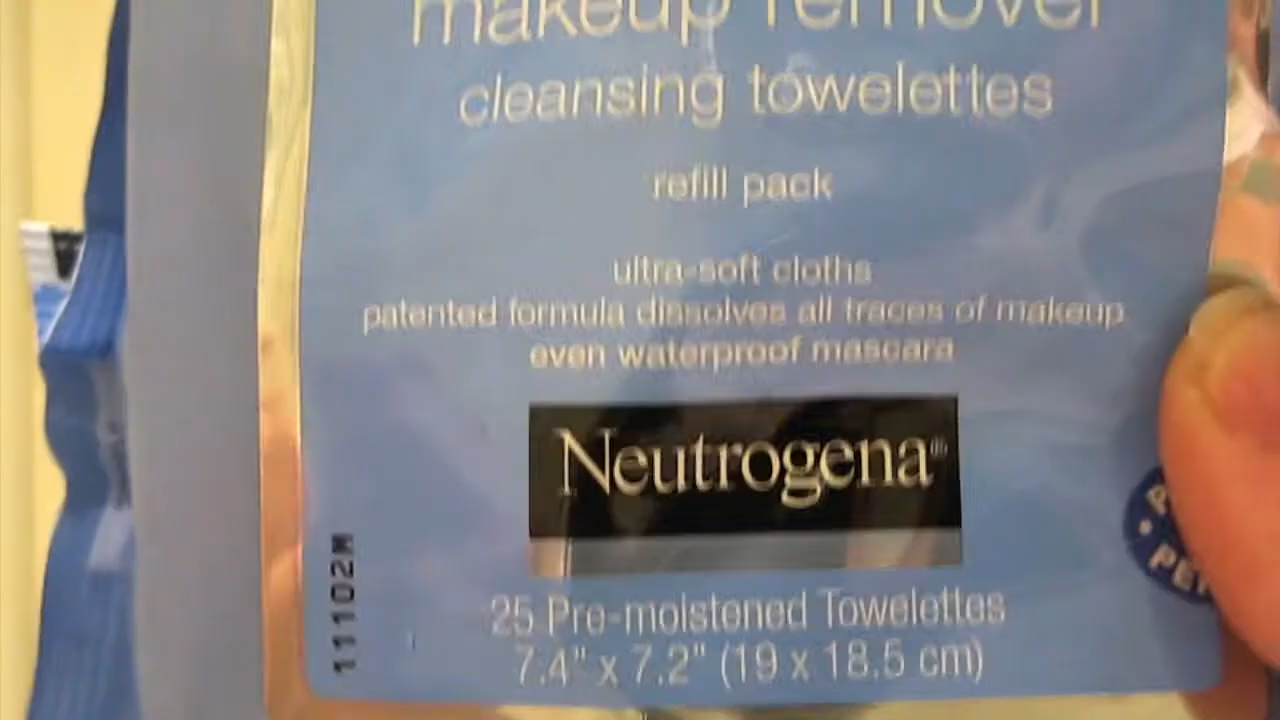 makeup remover
cleansing towelettes
refill pack
ultra-soft cloths
patented formula dissolves all traces of makeup
even waterproof mascara
Neutrogena®
25 Pre-moistened Towelettes
7.4" x 7.2" (19 x 18.5 cm)
11102M